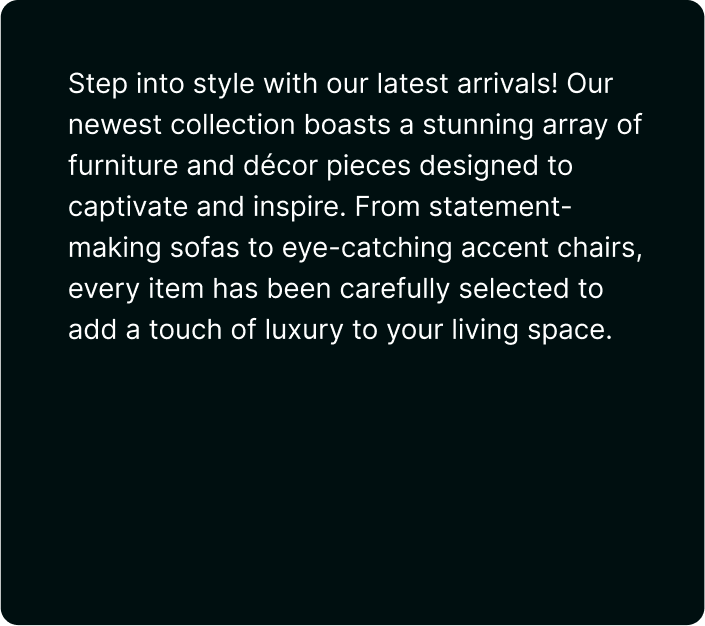 Step into style with our latest arrivals! Our
newest collection boasts a stunning array of
furniture and décor pieces designed to
captivate and inspire. From statement-
making sofas to eye-catching accent chairs,
every item has been carefully selected to
add a touch of luxury to your living space.